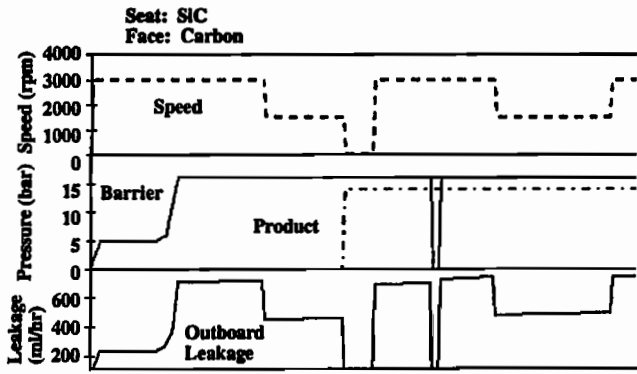 Seat: SiC
Face: Carbon
Speed (rpm)
4000
3000
2000
1000
0
Speed
Pressure (bar)
15
10
5
0
Barrier
Product
Leakage
(ml/hr)
600
400
200
Outboard
Leakage